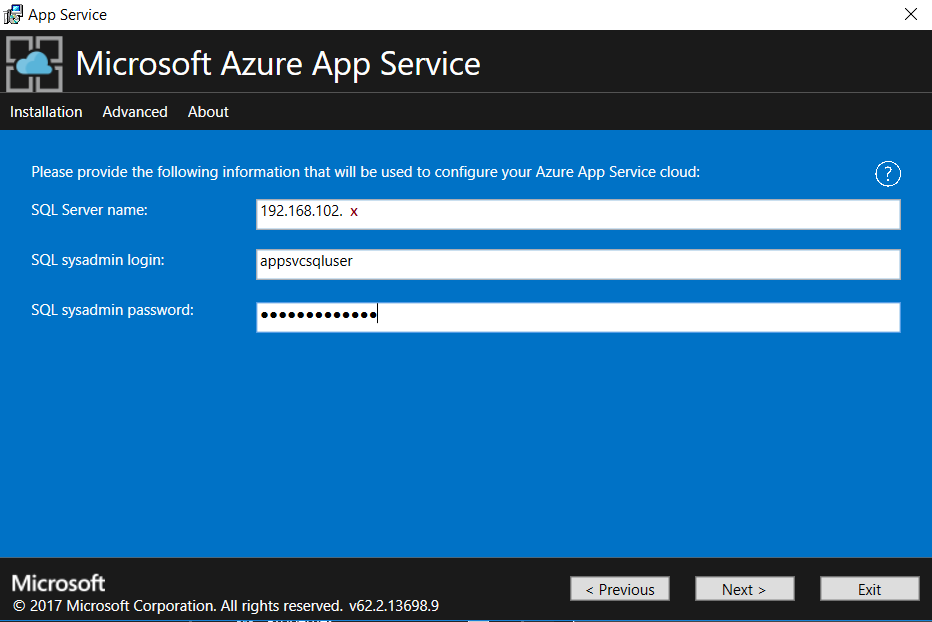 App Service
Microsoft Azure App Service
Installation Advanced About
Please provide the following information that will be used to configure your Azure App Service cloud:
?
SQL Server name:
192.168.102. x
SQL sysadmin login:
appsvcsqluser
SQL sysadmin password:
●●●●●●●●●●●●●
Microsoft
© 2017 Microsoft Corporation. All rights reserved. v62.2.13698.9
< Previous
Next >
Exit